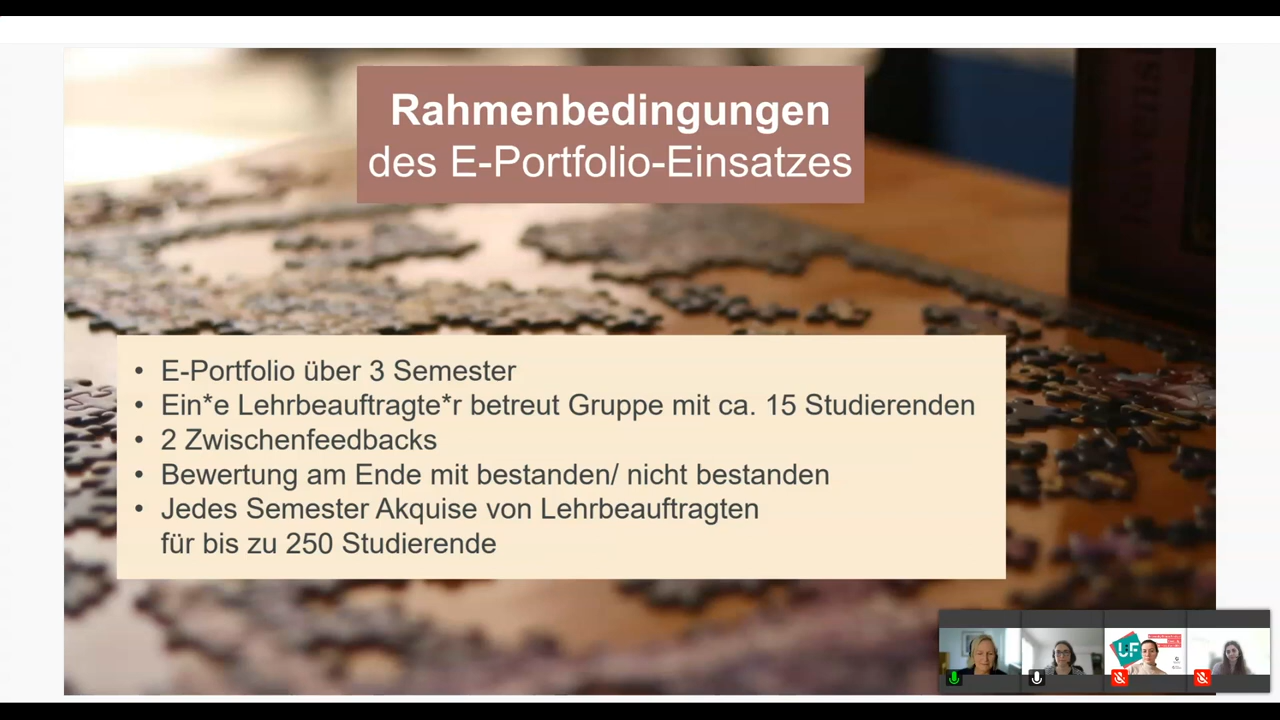 Rahmenbedingungen
des E-Portfolio-Einsatzes
• E-Portfolio über 3 Semester
• Ein*e Lehrbeauftragte*r betreut Gruppe mit ca. 15 Studierenden
• 2 Zwischenfeedbacks
• Bewertung am Ende mit bestanden/ nicht bestanden
• Jedes Semester Akquise von Lehrbeauftragten
für bis zu 250 Studierende